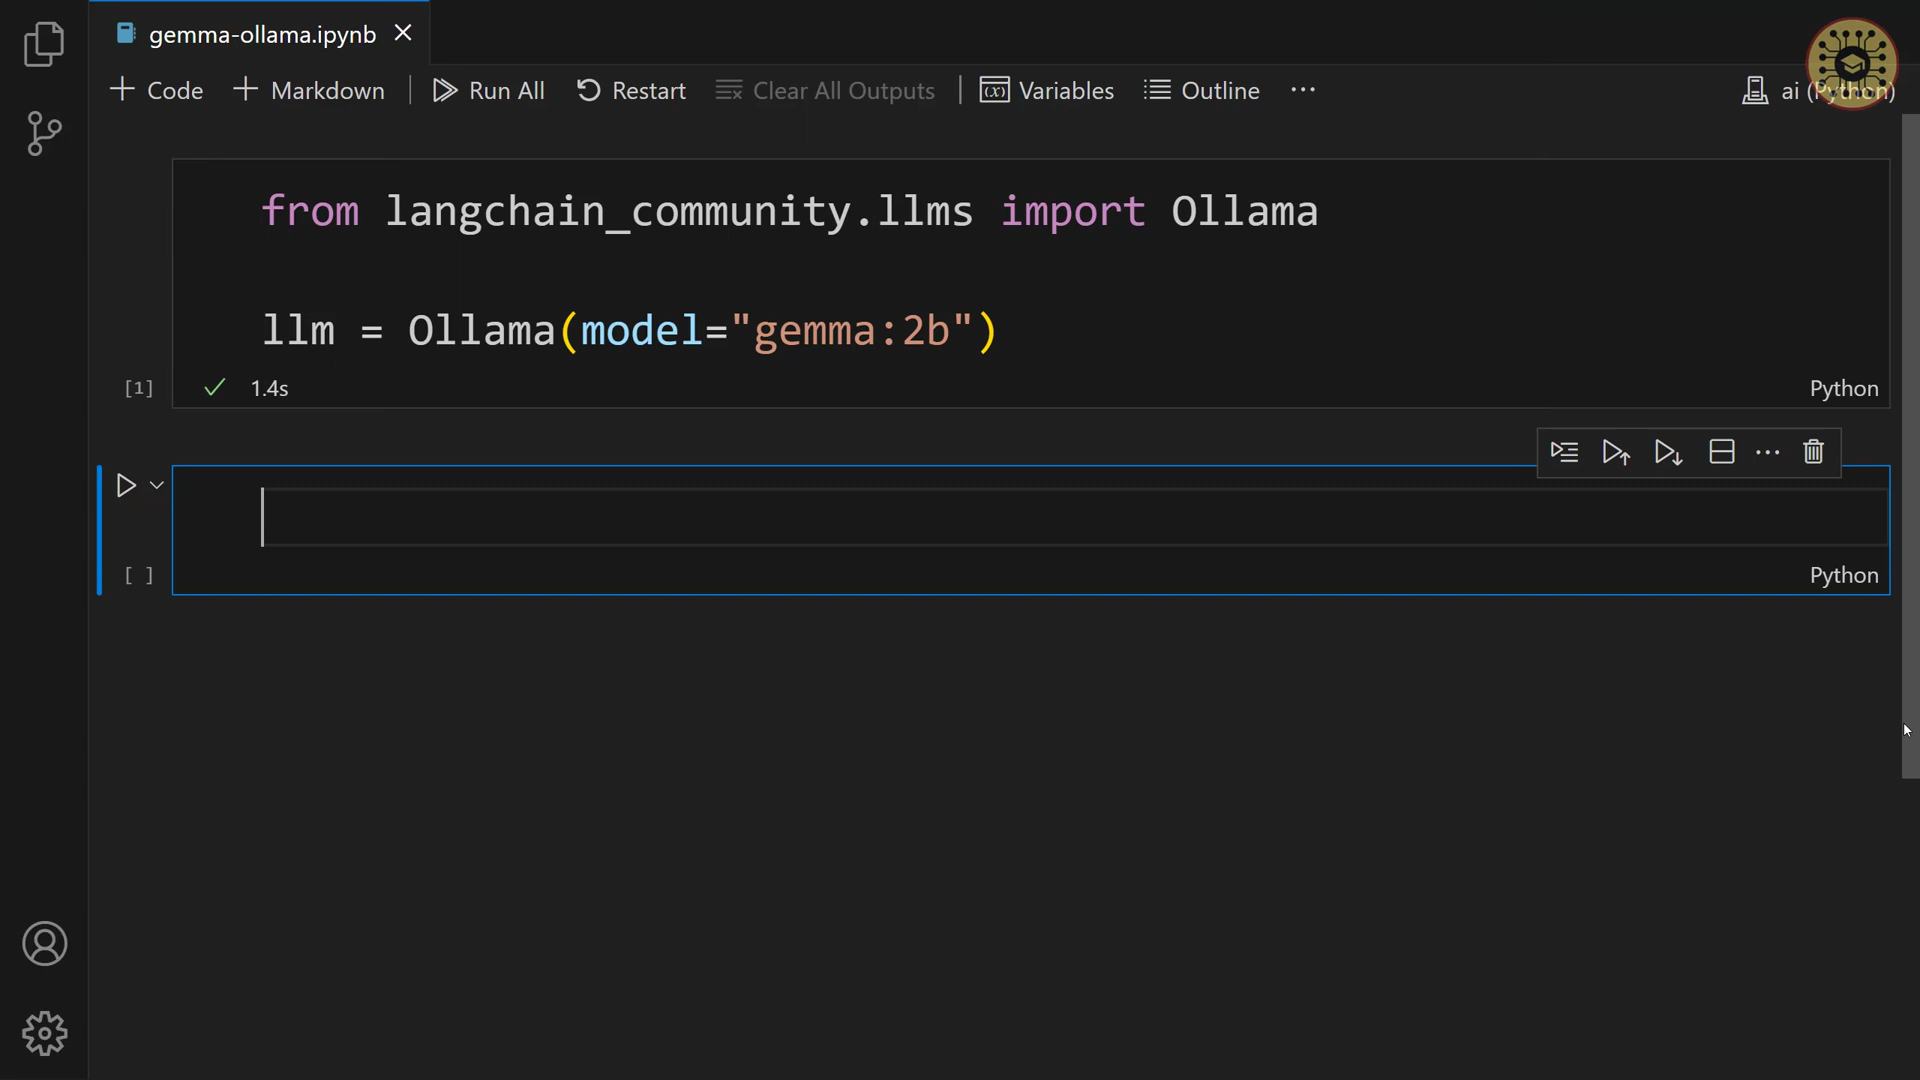 gemma-ollama.ipynb
Code Markdown Run All Restart Clear All Outputs Variables Outline ai (Python)
from langchain_community.llms import Ollama
llm = Ollama(model="gemma:2b")
[1] 1.4s Python
[ ] Python